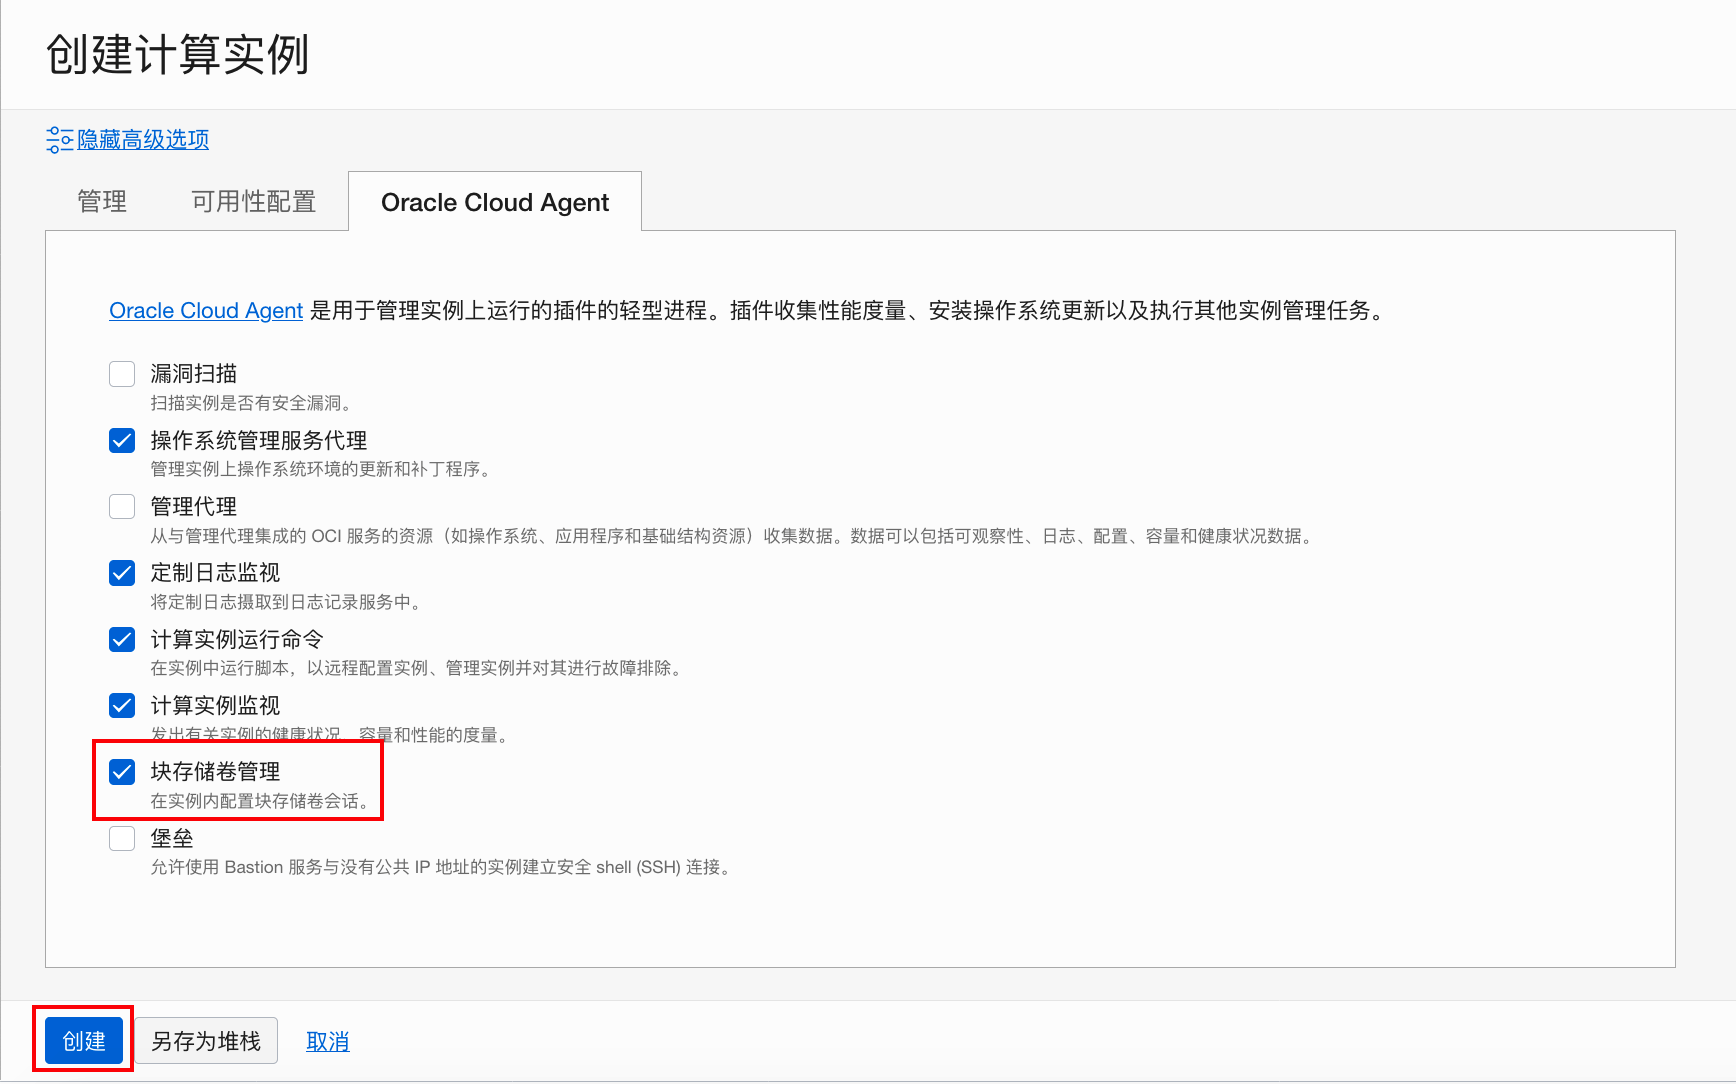 创建计算实例
隐藏高级选项
管理 可用性配置 Oracle Cloud Agent
Oracle Cloud Agent 是用于管理实例上运行的插件的轻型进程。插件收集性能度量、安装操作系统更新以及执行其他实例管理任务。
漏洞扫描
扫描实例是否有安全漏洞。
操作系统管理服务代理
管理实例上操作系统环境的更新和补丁程序。
管理代理
从与管理代理集成的 OCI 服务的资源（如操作系统、应用程序和基础结构资源）收集数据。数据可以包括可观察性、日志、配置、容量和健康状况数据。
定制日志监视
将定制日志摄取到日志记录服务中。
计算实例运行命令
在实例中运行脚本，以远程配置实例、管理实例并对其进行故障排除。
计算实例监视
发出有关实例的健康状况、容量和性能的度量。
块存储卷管理
在实例内配置块存储卷会话。
堡垒
允许使用 Bastion 服务与没有公共 IP 地址的实例建立安全 shell (SSH) 连接。
创建 另存为堆栈 取消